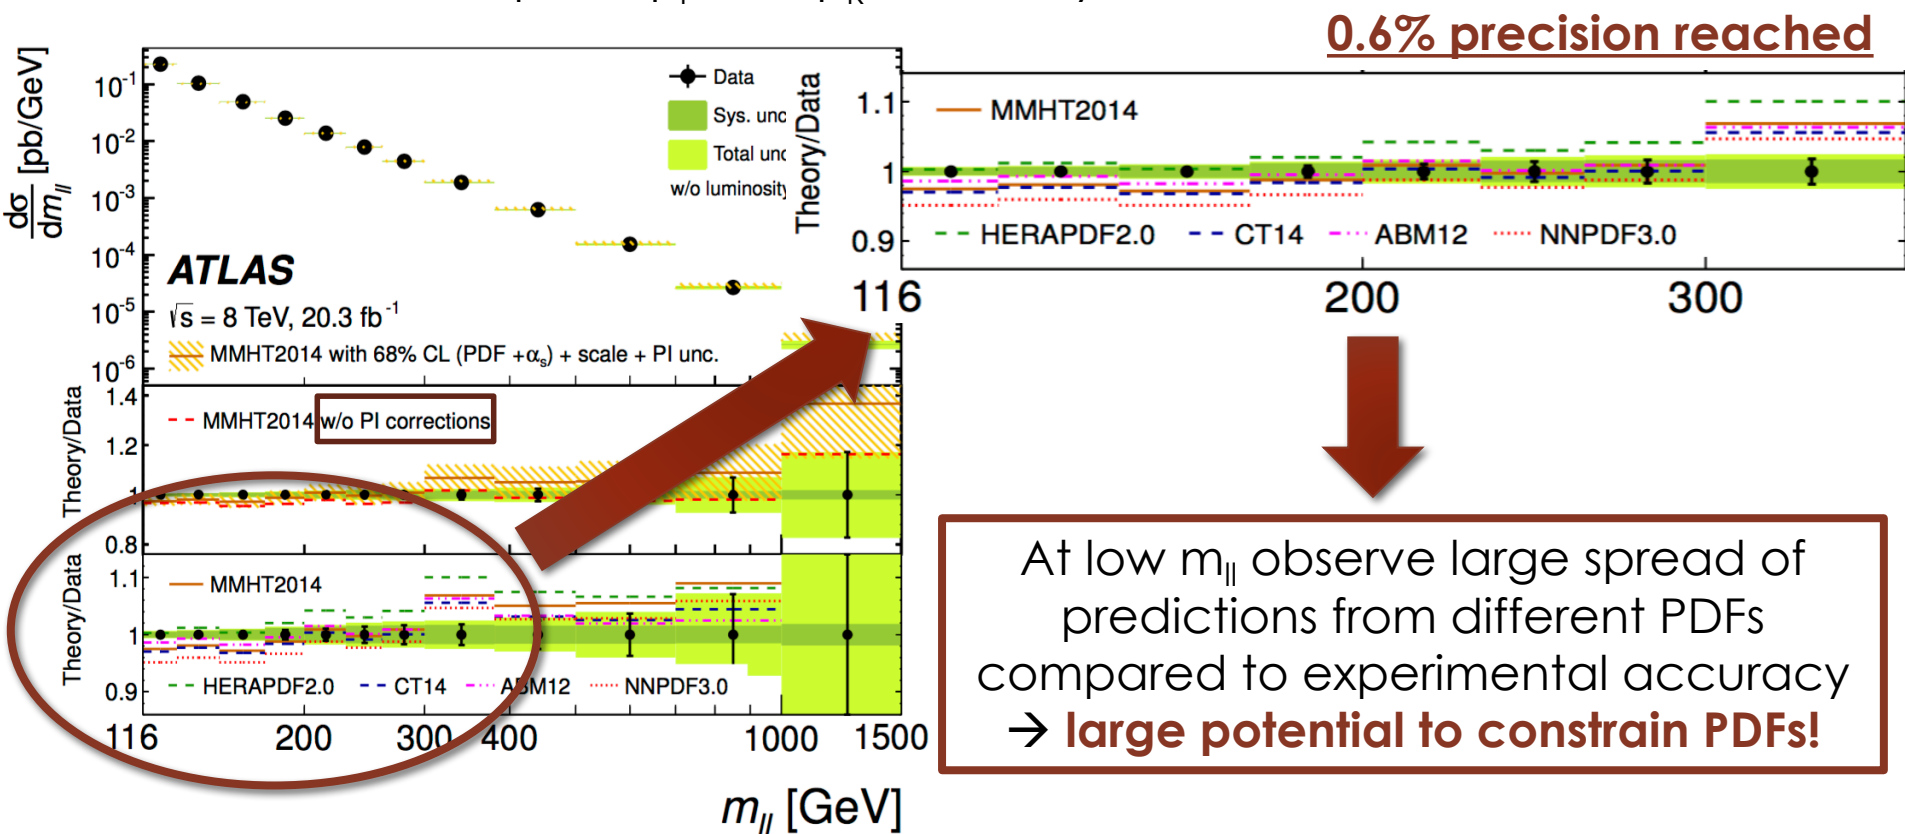 0.6% precision reached
dσ/dm_ll [pb/GeV]
10^-1
10^-2
10^-3
10^-4
10^-5
10^-6
Data
Sys. unc
Total unc
w/o luminosity
ATLAS
√s = 8 TeV, 20.3 fb^-1
MMHT2014 with 68% CL (PDF +α_s) + scale + PI unc.
Theory/Data
1.4
1.2
1
0.8
MMHT2014 w/o PI corrections
Theory/Data
1.1
1
0.9
MMHT2014
HERAPDF2.0 CT14 ABM12 NNPDF3.0
116 200 300 400 1000 1500
m_ll [GeV]
Theory/Data
1.1
1
0.9
MMHT2014
HERAPDF2.0 CT14 ABM12 NNPDF3.0
116 200 300
At low m_ll observe large spread of
predictions from different PDFs
compared to experimental accuracy
→ large potential to constrain PDFs!